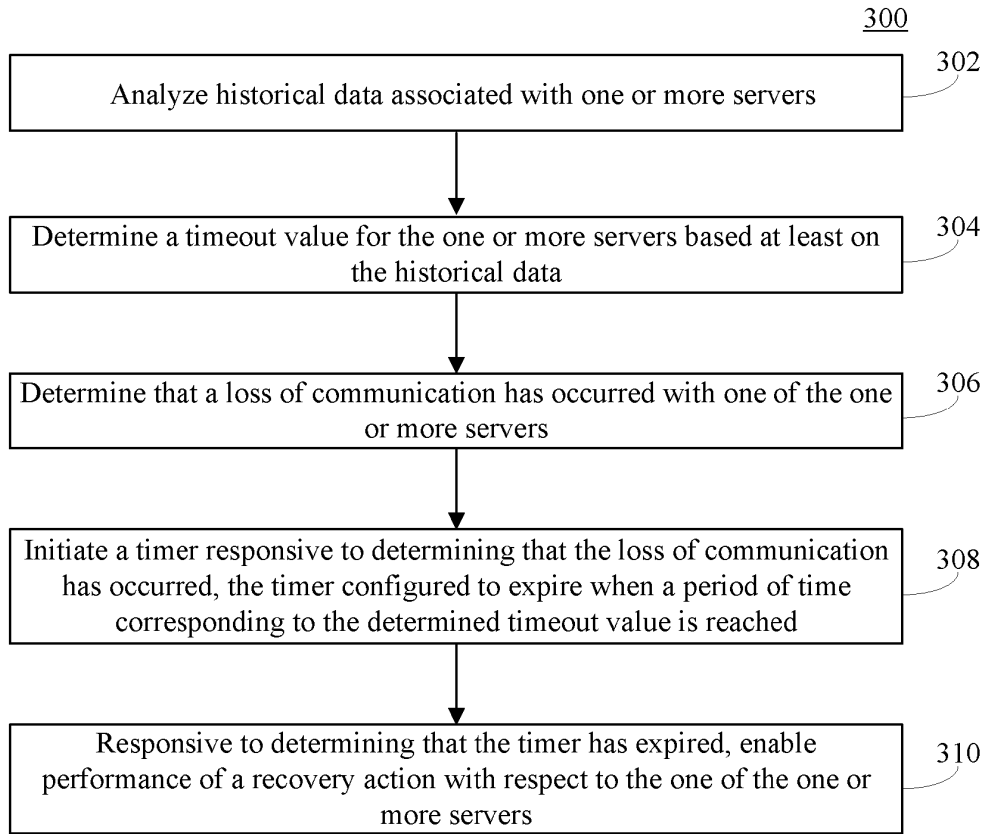 300
302
Analyze historical data associated with one or more servers
304
Determine a timeout value for the one or more servers based at least on
the historical data
306
Determine that a loss of communication has occurred with one of the one
or more servers
308
Initiate a timer responsive to determining that the loss of communication
has occurred, the timer configured to expire when a period of time
corresponding to the determined timeout value is reached
310
Responsive to determining that the timer has expired, enable
performance of a recovery action with respect to the one of the one or
more servers